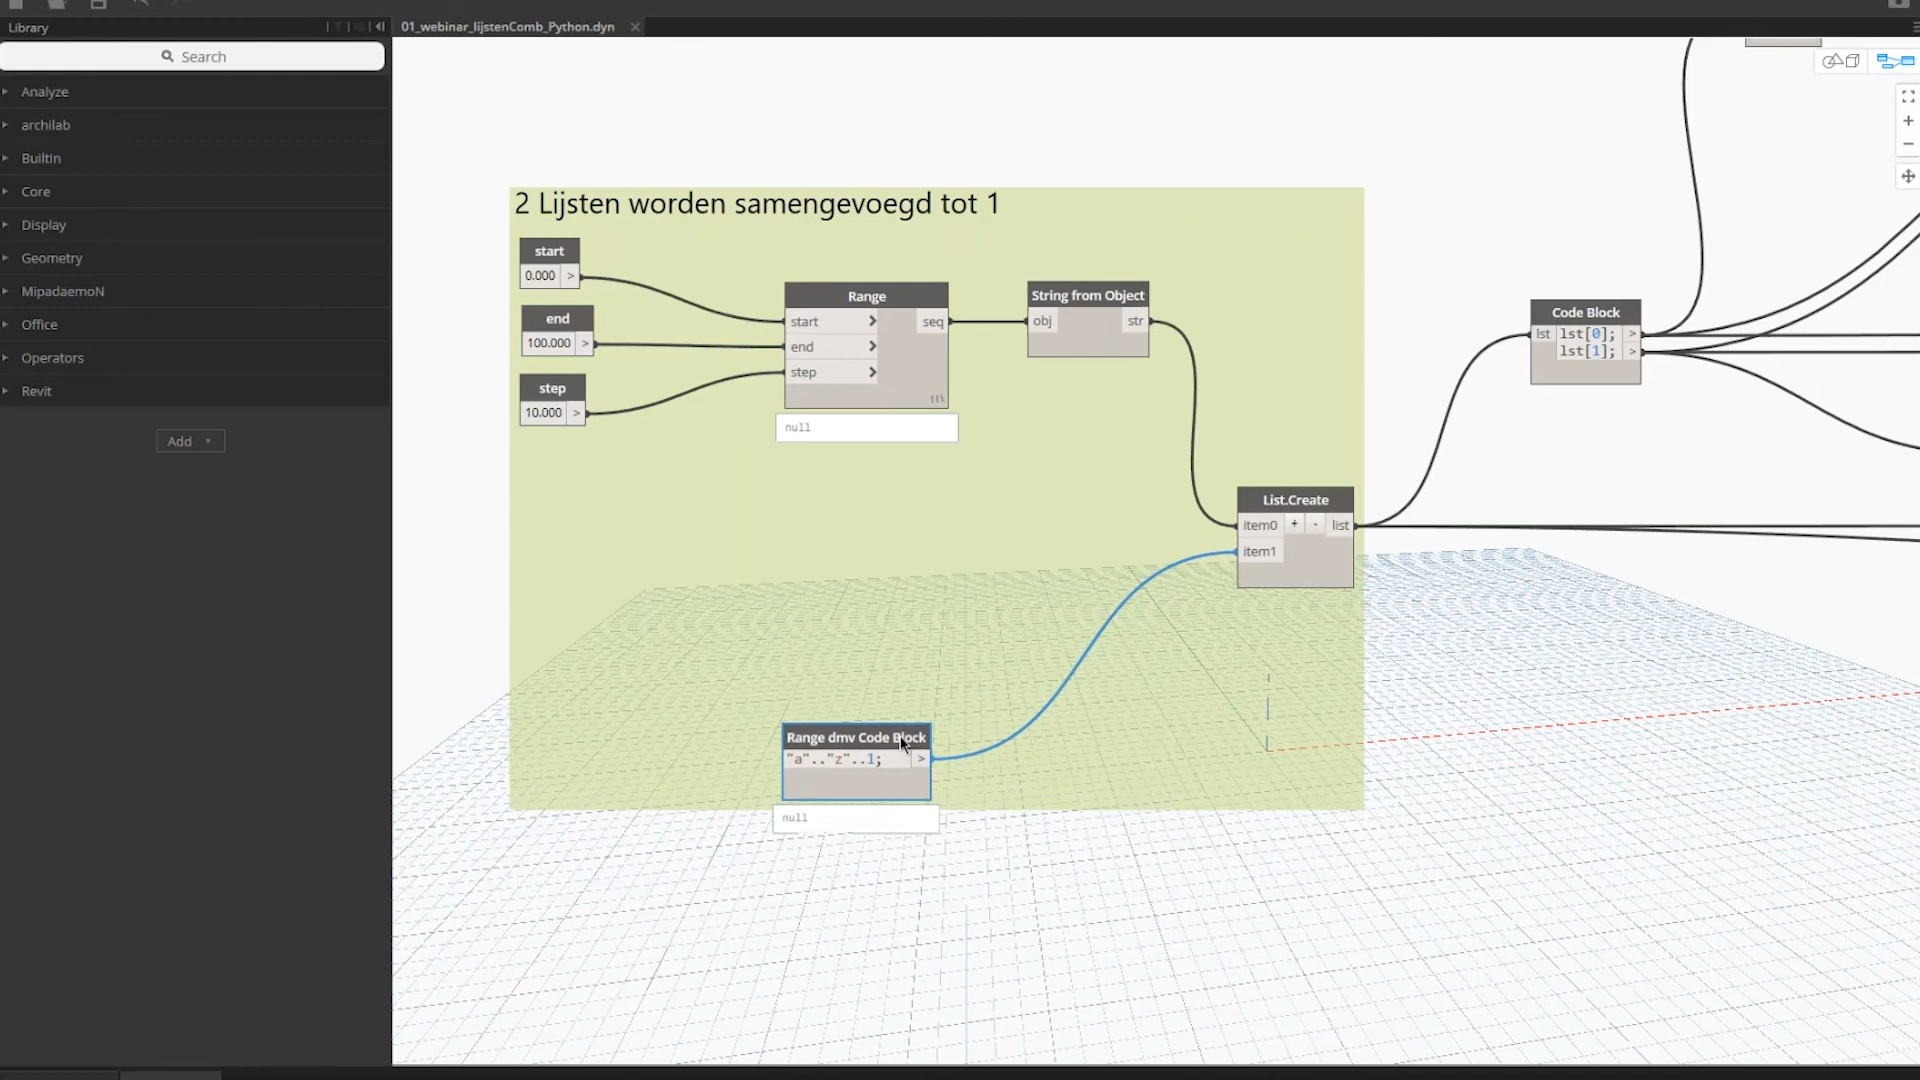 Library
01_webinar_lijstenComb_Python.dyn
Search
Analyze
archilab
BuiltIn
Core
Display
Geometry
MipadaemoN
Office
Operators
Revit
Add
2 Lijsten worden samengevoegd tot 1
start
0.000 >
end
100.000 >
step
10.000 >
Range
start > seq
end >
step >
null
String from Object
obj str
List.Create
item0 + - list
item1
Range dmv Code Block
"a".."z"..1; >
null
Code Block
lst lst[0]; >
lst[1]; >